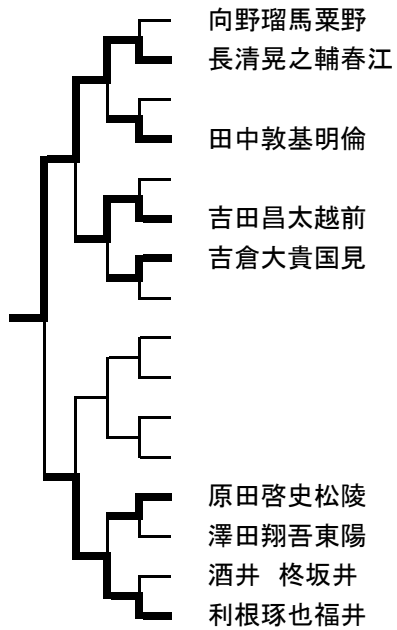 向野瑠馬粟野
長清晃之輔春江
田中敦基明倫
吉田昌太越前
吉倉大貴国見
原田啓史松陵
澤田翔吾東陽
酒井 柊坂井
利根琢也福井